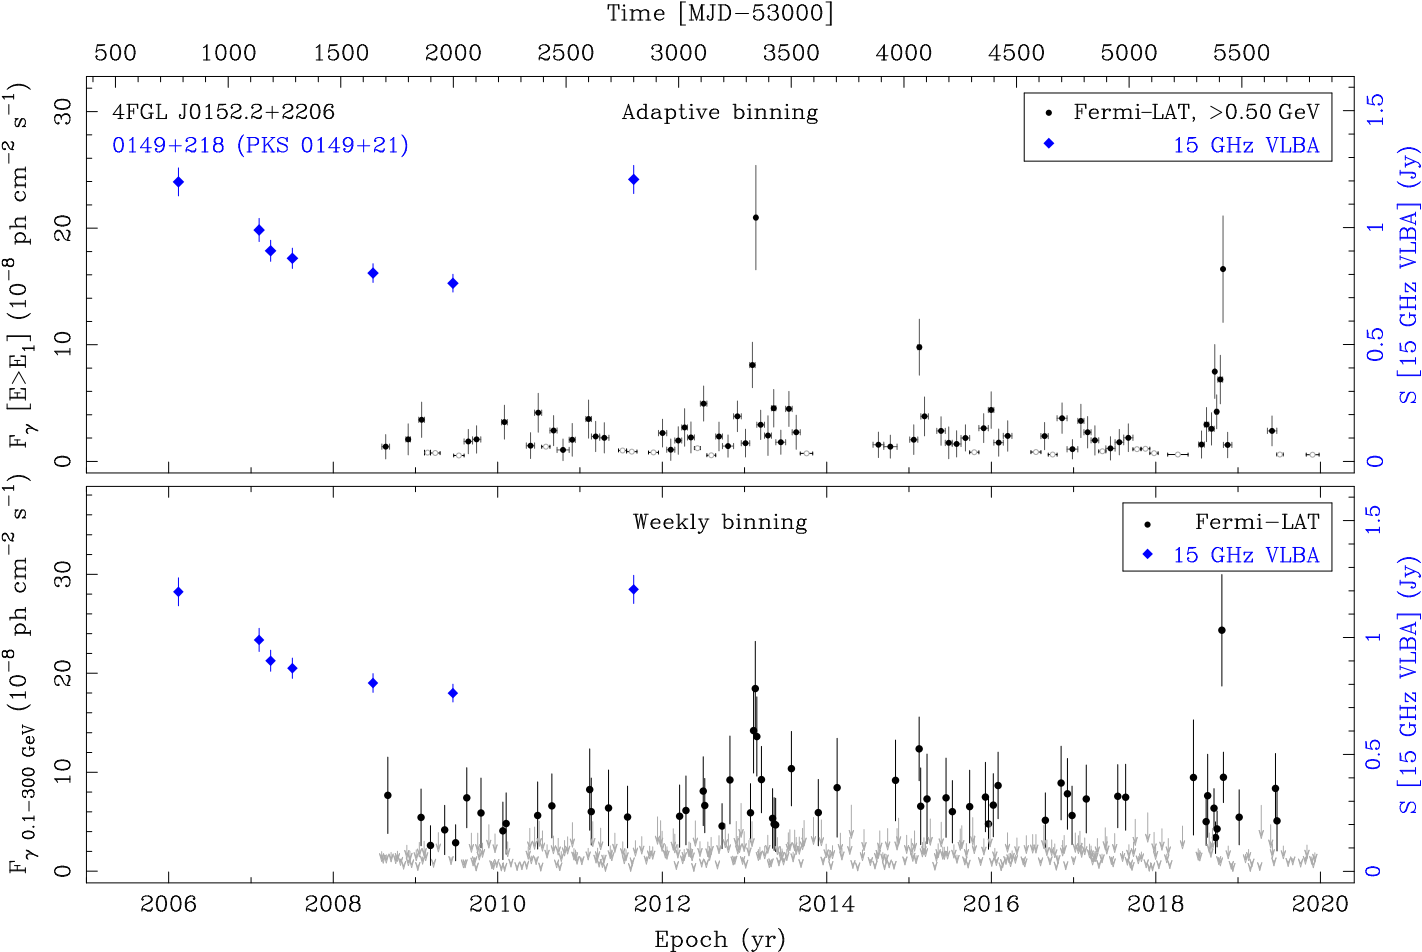 Time [MJD−53000]
500 1000 1500 2000 2500 3000 3500 4000 4500 5000 5500
4FGL J0152.2+2206
0149+218 (PKS 0149+21)
Adaptive binning
Fermi−LAT, >0.50 GeV
15 GHz VLBA
F_γ [E>E_1] (10^−8 ph cm^−2 s^−1)
30
20
10
0
S [15 GHz VLBA] (Jy)
1.5
1
0.5
0
Weekly binning
Fermi−LAT
15 GHz VLBA
F_γ 0.1−300 GeV (10^−8 ph cm^−2 s^−1)
30
20
10
0
S [15 GHz VLBA] (Jy)
1.5
1
0.5
0
2006 2008 2010 2012 2014 2016 2018 2020
Epoch (yr)